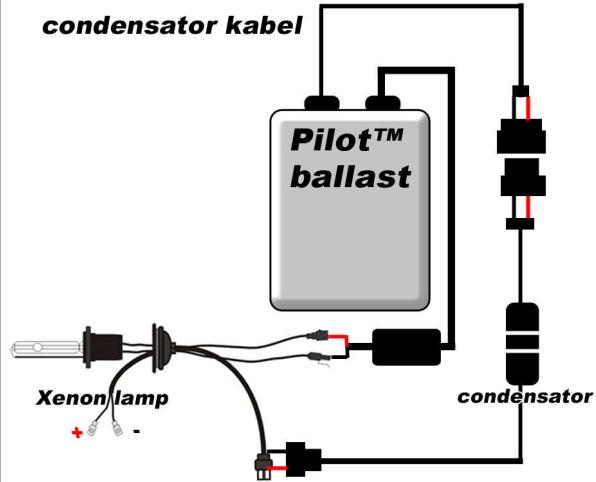 condensator kabel
Pilot™
ballast
Xenon lamp
condensator
+ -